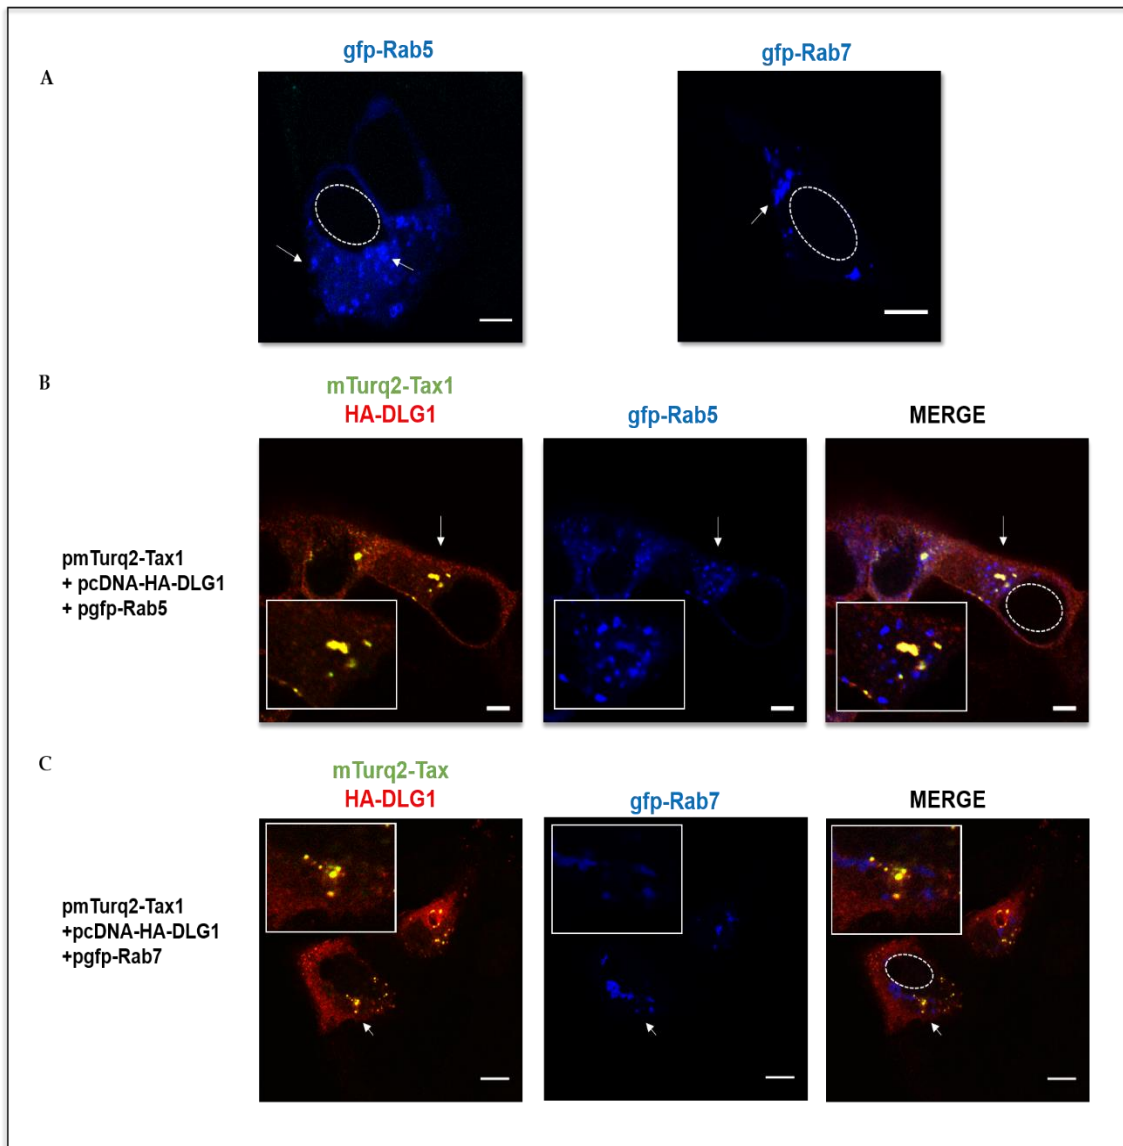 A
gfp-Rab5
gfp-Rab7
B
mTurq2-Tax1
HA-DLG1
gfp-Rab5
MERGE
pmTurq2-Tax1
+ pcDNA-HA-DLG1
+ pgfp-Rab5
C
mTurq2-Tax
HA-DLG1
gfp-Rab7
MERGE
pmTurq2-Tax1
+pcDNA-HA-DLG1
+pgfp-Rab7